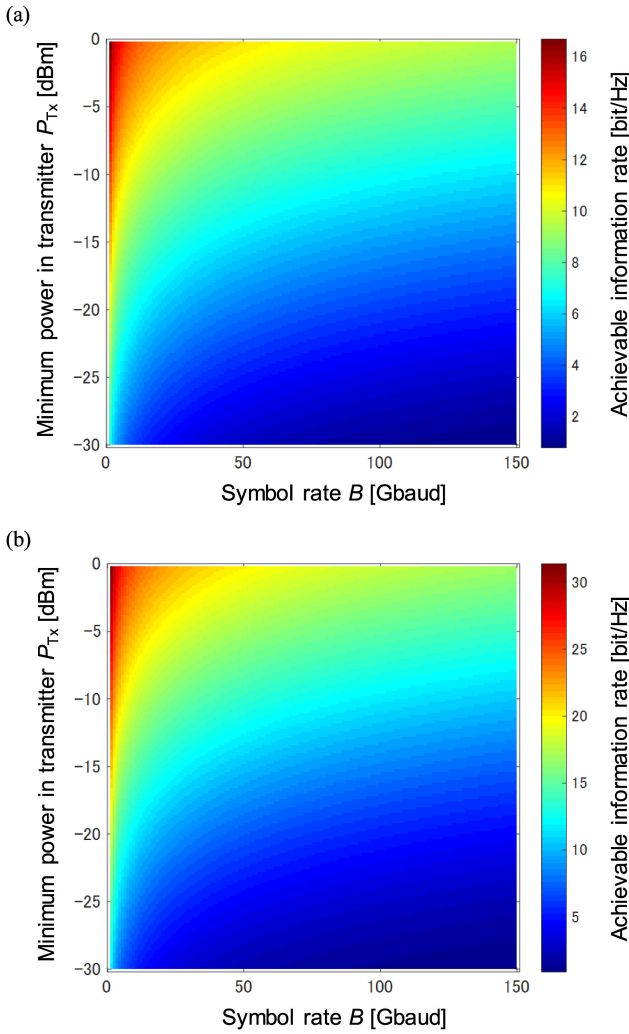 (a)
Minimum power in transmitter P_Tx [dBm]
0
−5
−10
−15
−20
−25
−30
0 50 100 150
Symbol rate B [Gbaud]
16
14
12
10
8
6
4
2
Achievable information rate [bit/Hz]
(b)
Minimum power in transmitter P_Tx [dBm]
0
−5
−10
−15
−20
−25
−30
0 50 100 150
Symbol rate B [Gbaud]
30
25
20
15
10
5
Achievable information rate [bit/Hz]